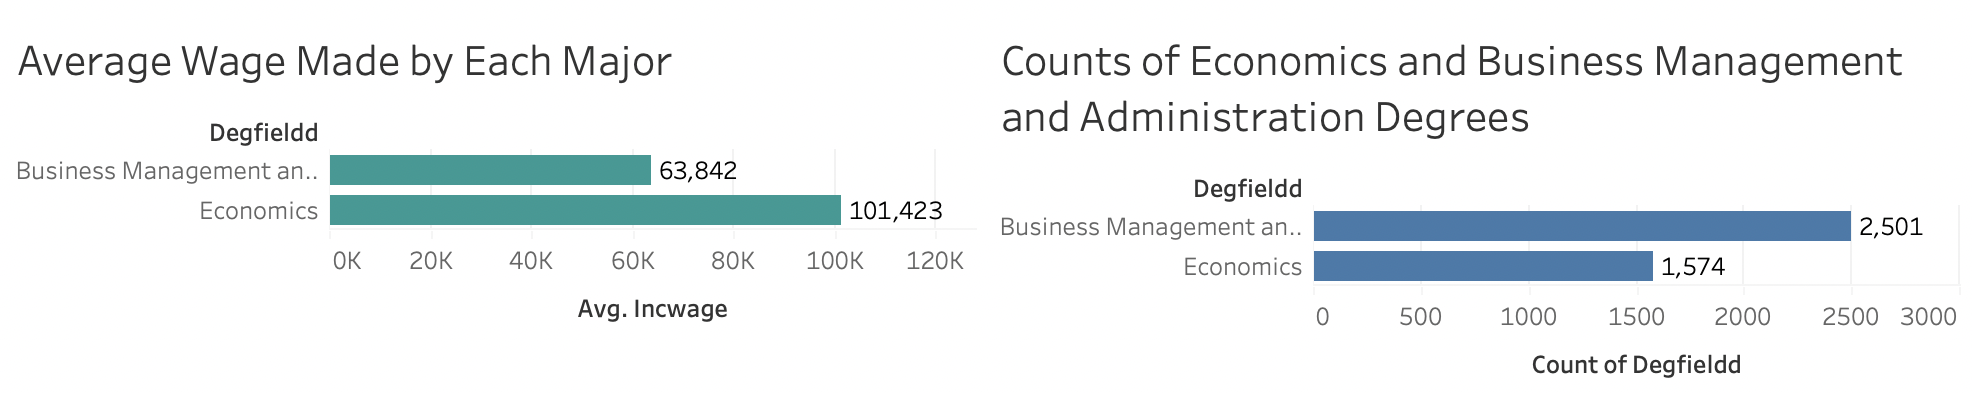 Average Wage Made by Each Major
Degfieldd
Business Management an..
63,842
Economics
101,423
0K 20K 40K 60K 80K 100K 120K
Avg. Incwage
Counts of Economics and Business Management
and Administration Degrees
Degfieldd
Business Management an..
2,501
Economics
1,574
0 500 1000 1500 2000 2500 3000
Count of Degfieldd